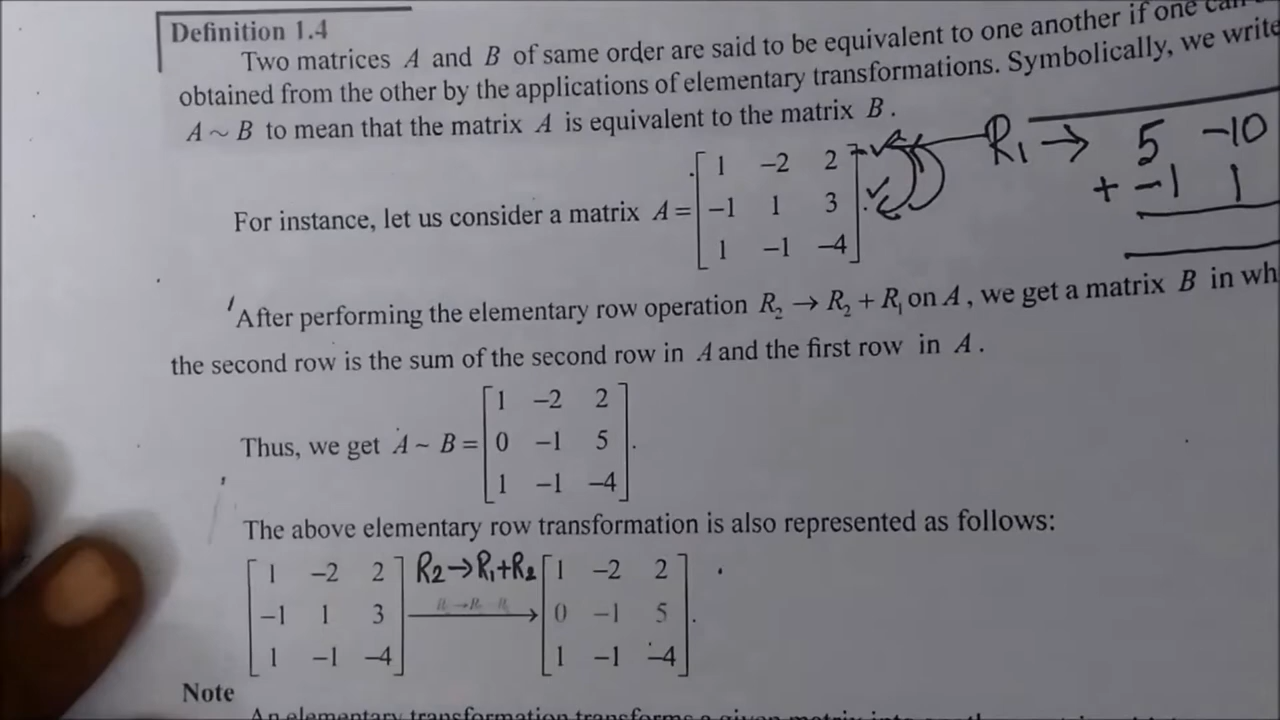 Definition 1.4
Two matrices A and B of same order are said to be equivalent to one another if one can
obtained from the other by the applications of elementary transformations. Symbolically, we write
A ~ B to mean that the matrix A is equivalent to the matrix B .
R₁ → 5 -10
+ -1 1
For instance, let us consider a matrix A = [1 −2 2
−1 1 3
1 −1 −4]
After performing the elementary row operation R₂ → R₂ + R₁ on A , we get a matrix B in wh
the second row is the sum of the second row in A and the first row in A .
Thus, we get A ~ B = [1 −2 2
0 −1 5
1 −1 −4] .
The above elementary row transformation is also represented as follows:
[1 −2 2
−1 1 3
1 −1 −4]
R2→R₁+R2
[1 −2 2
0 −1 5
1 −1 −4] .
Note
An elementary transformation transforms a given matrix into